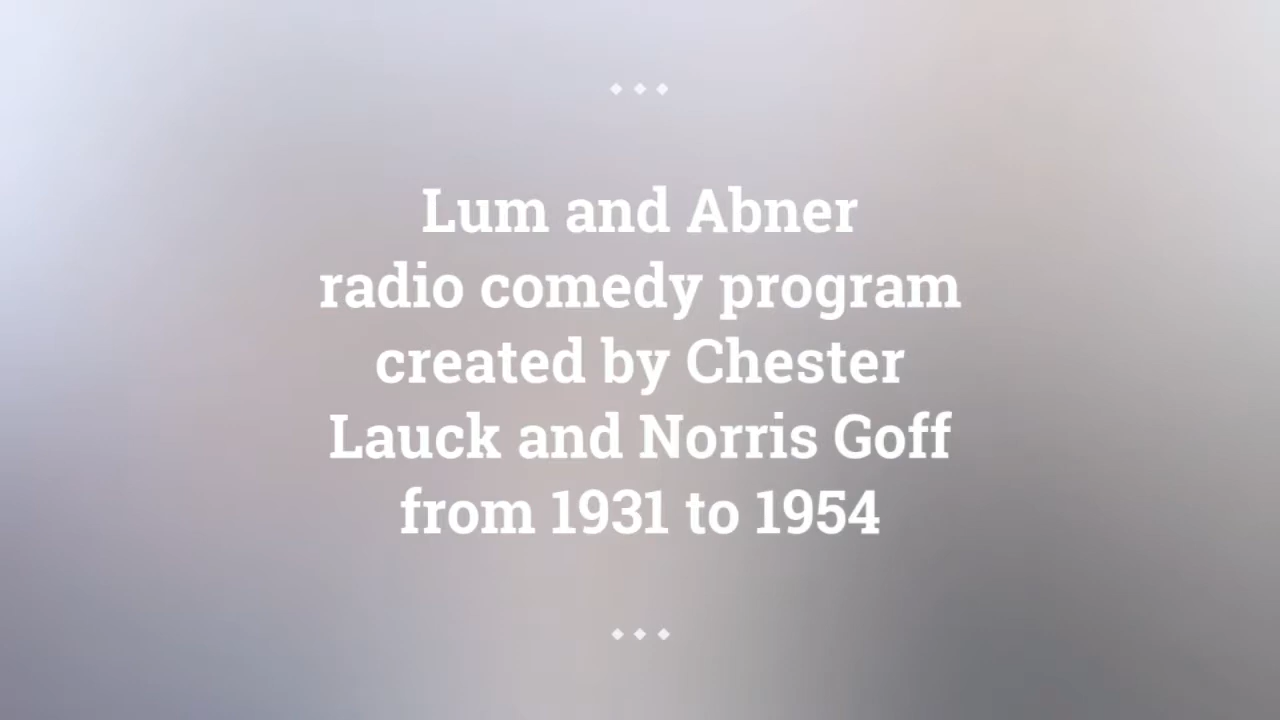 Lum and Abner
radio comedy program
created by Chester
Lauck and Norris Goff
from 1931 to 1954